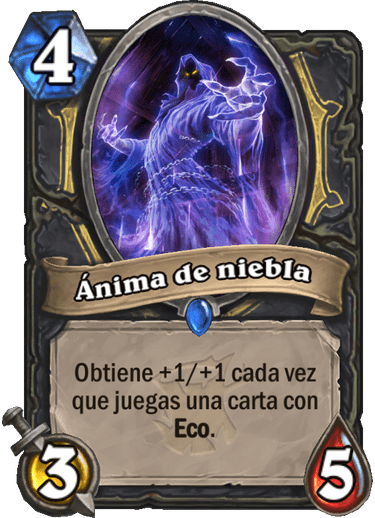 4
Ánima de niebla
Obtiene +1/+1 cada vez
que juegas una carta con
Eco.
3
5